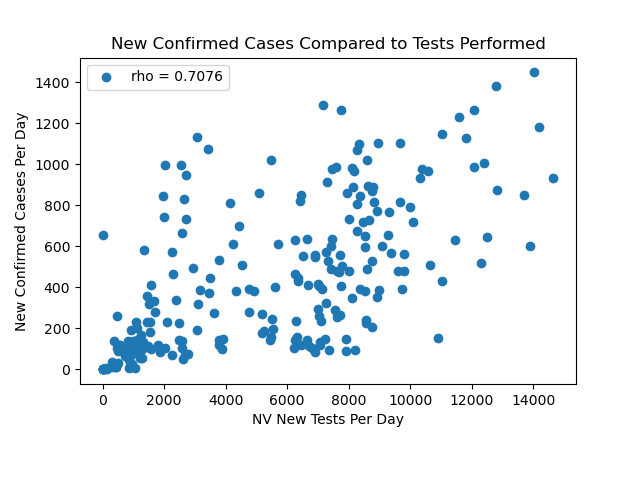 New Confirmed Cases Compared to Tests Performed
rho = 0.7076
1400
1200
1000
800
600
400
200
0
New Confirmed Caeses Per Day
0 2000 4000 6000 8000 10000 12000 14000
NV New Tests Per Day